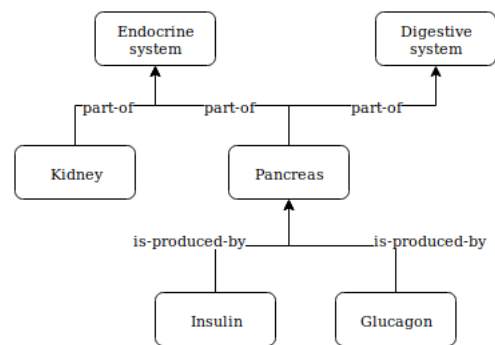 Endocrine
system
Digestive
system
part-of
part-of
part-of
Kidney
Pancreas
is-produced-by
is-produced-by
Insulin
Glucagon